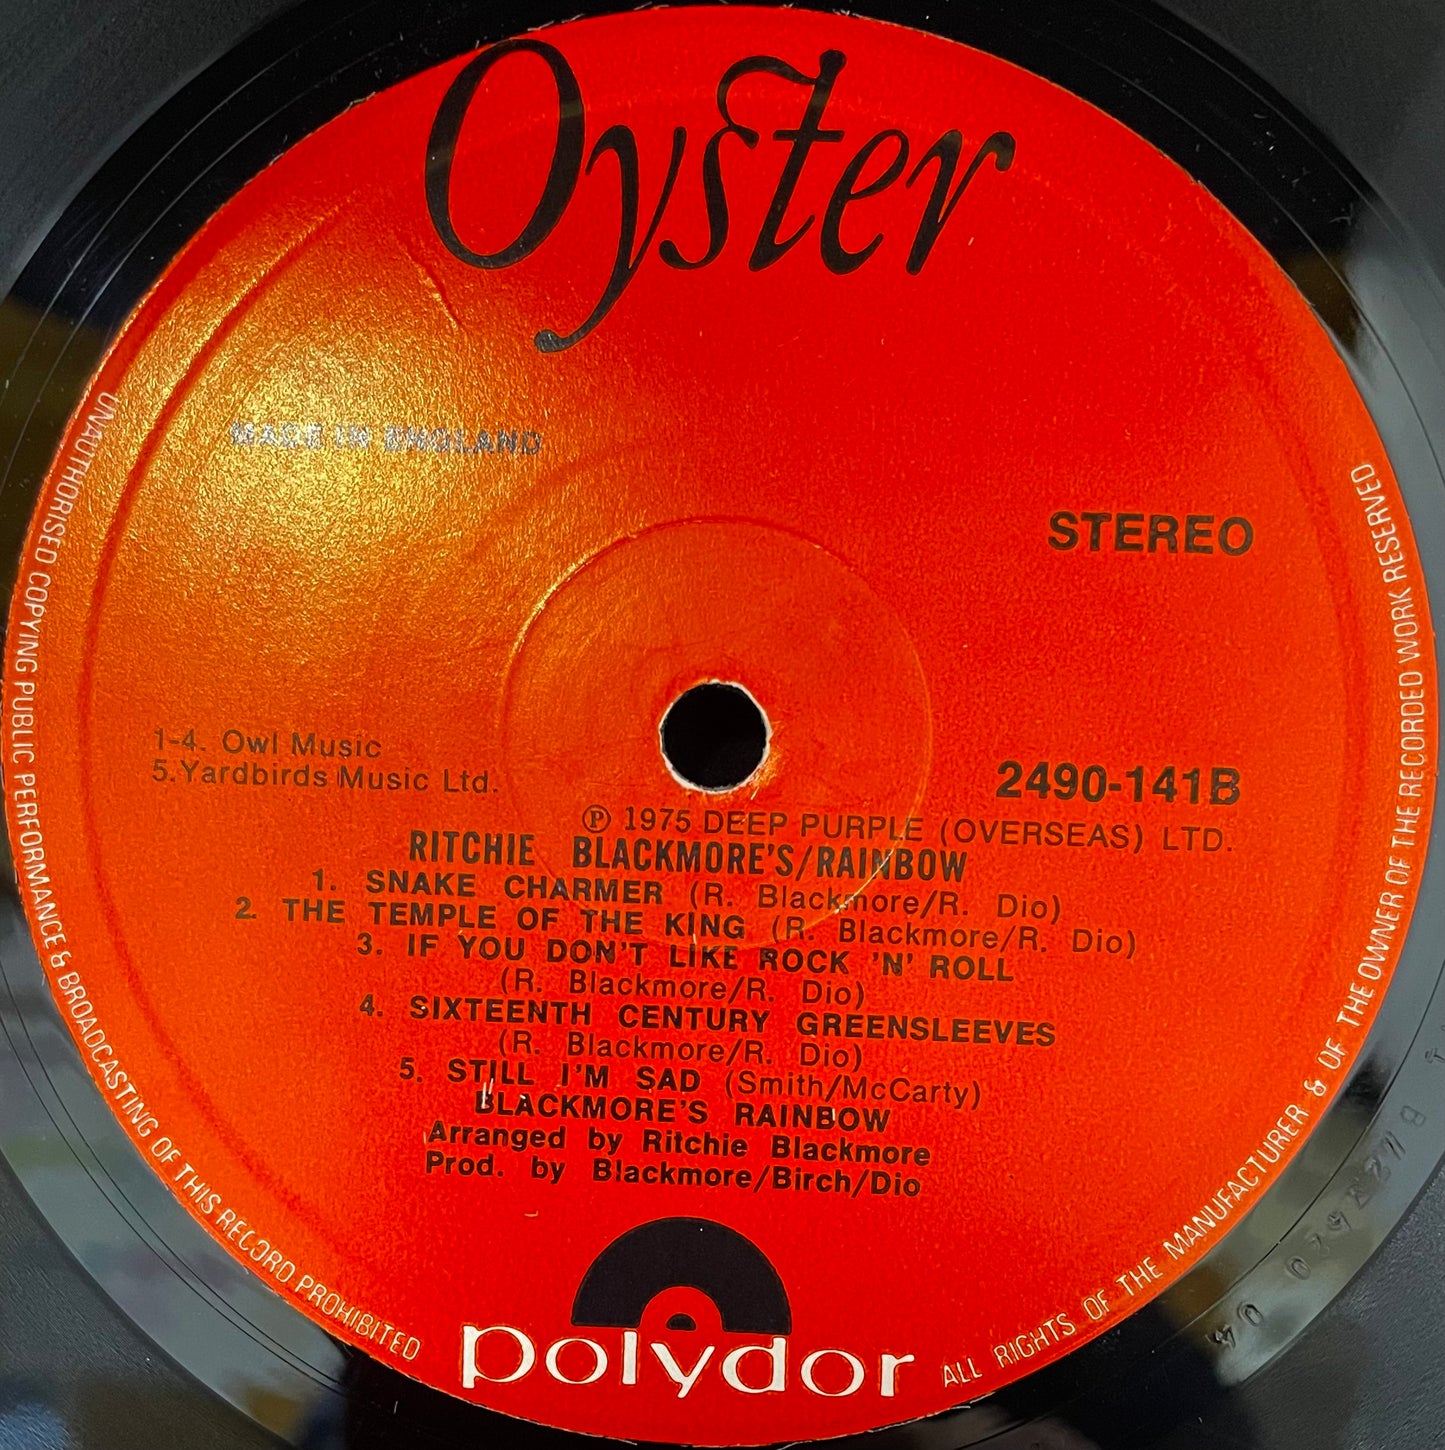 Oyster
MADE IN ENGLAND
STEREO
1-4. Owl Music
5.Yardbirds Music Ltd.
2490-141B
℗ 1975 DEEP PURPLE (OVERSEAS) LTD.
RITCHIE BLACKMORE'S/RAINBOW
1. SNAKE CHARMER (R. Blackmore/R. Dio)
2. THE TEMPLE OF THE KING (R. Blackmore/R. Dio)
3. IF YOU DON'T LIKE ROCK 'N' ROLL
(R. Blackmore/R. Dio)
4. SIXTEENTH CENTURY GREENSLEEVES
(R. Blackmore/R. Dio)
5. STILL I'M SAD (Smith/McCarty)
BLACKMORE'S RAINBOW
Arranged by Ritchie Blackmore
Prod. by Blackmore/Birch/Dio
polydor
UNAUTHORISED COPYING PUBLIC PERFORMANCE & BROADCASTING OF THIS RECORD PROHIBITED
ALL RIGHTS OF THE MANUFACTURER & OF THE OWNER OF THE RECORDED WORK RESERVED